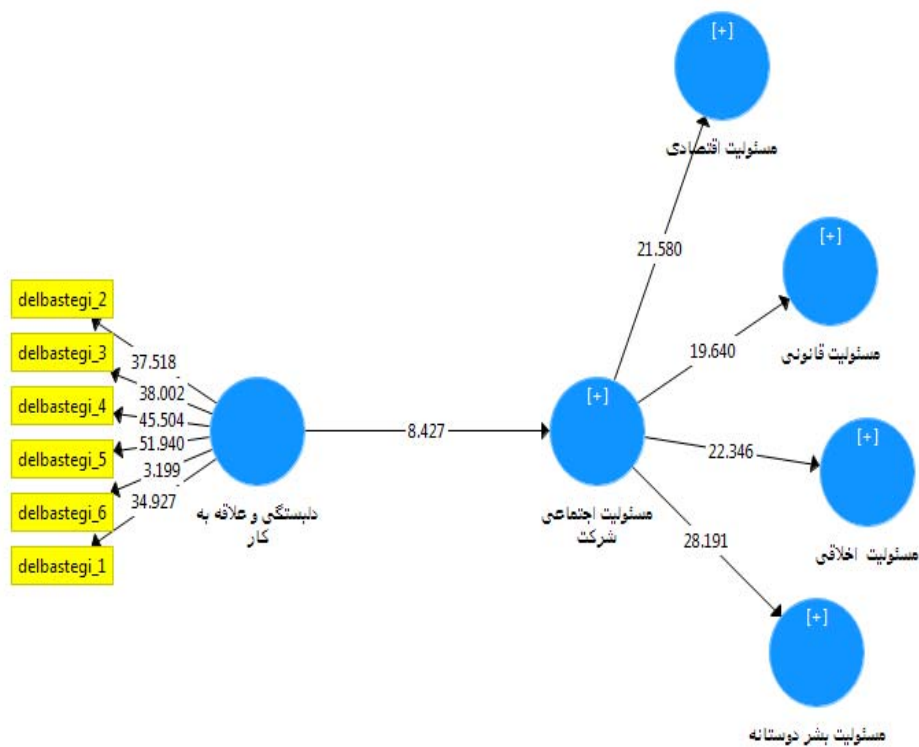 [+]
مسئولیت اقتصادی
21.580
[+]
مسئولیت قانونی
19.640
delbastegi_2
delbastegi_3
delbastegi_4
delbastegi_5
delbastegi_6
delbastegi_1
37.518
38.002
45.504
51.940
3.199
34.927
دلبستگی و علاقه به
کار
8.427
[+]
مسئولیت اجتماعی
شرکت
22.346
[+]
مسئولیت اخلاقی
28.191
[+]
مسئولیت بشر دوستانه